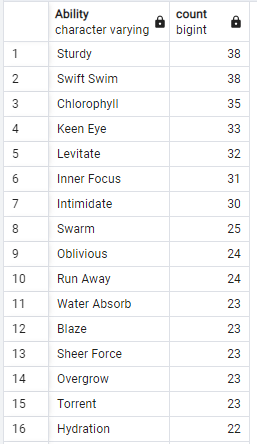 Ability count
character varying bigint
1 Sturdy 38
2 Swift Swim 38
3 Chlorophyll 35
4 Keen Eye 33
5 Levitate 32
6 Inner Focus 31
7 Intimidate 30
8 Swarm 25
9 Oblivious 24
10 Run Away 24
11 Water Absorb 23
12 Blaze 23
13 Sheer Force 23
14 Overgrow 23
15 Torrent 23
16 Hydration 22